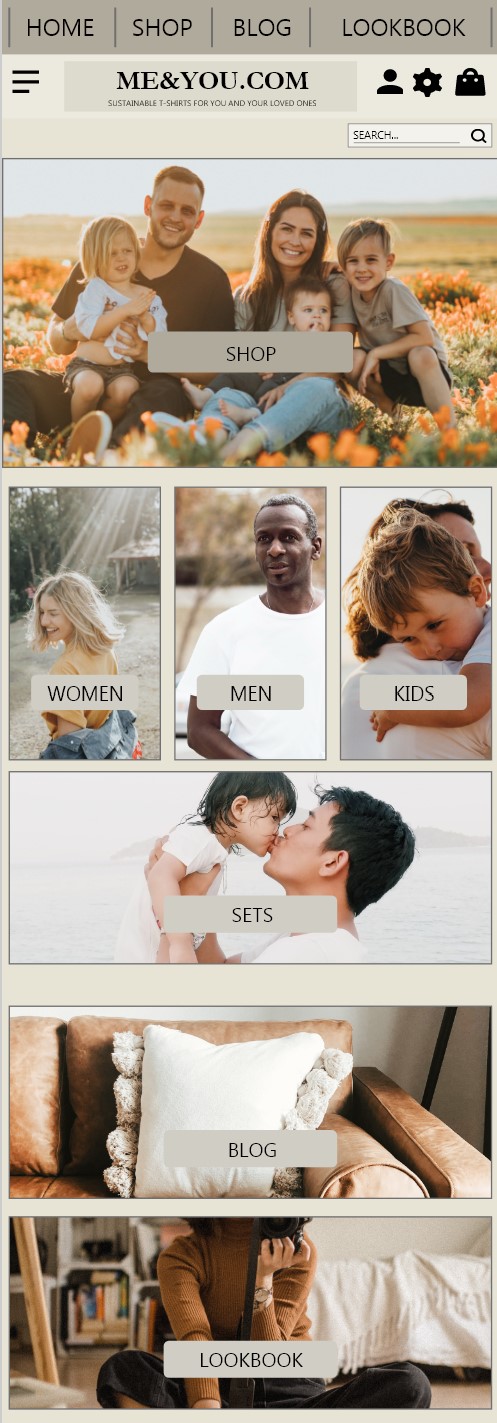 HOME SHOP BLOG LOOKBOOK
ME&YOU.COM
SUSTAINABLE T-SHIRTS FOR YOU AND YOUR LOVED ONES
SEARCH...
SHOP
WOMEN MEN KIDS
SETS
BLOG
LOOKBOOK